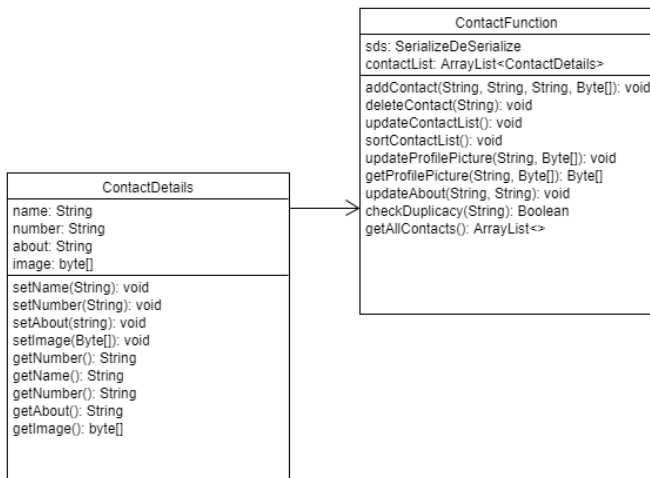 ContactFunction
sds: SerializeDeSerialize
contactList: ArrayList<ContactDetails>
addContact(String, String, String, Byte[]): void
deleteContact(String): void
updateContactList(): void
sortContactList(): void
updateProfilePicture(String, Byte[]): void
getProfilePicture(String, Byte[]): Byte[]
updateAbout(String, String): void
checkDuplicacy(String): Boolean
getAllContacts(): ArrayList<>
ContactDetails
name: String
number: String
about: String
image: byte[]
setName(String): void
setNumber(String): void
setAbout(string): void
setImage(Byte[]): void
getNumber(): String
getName(): String
getNumber(): String
getAbout(): String
getImage(): byte[]